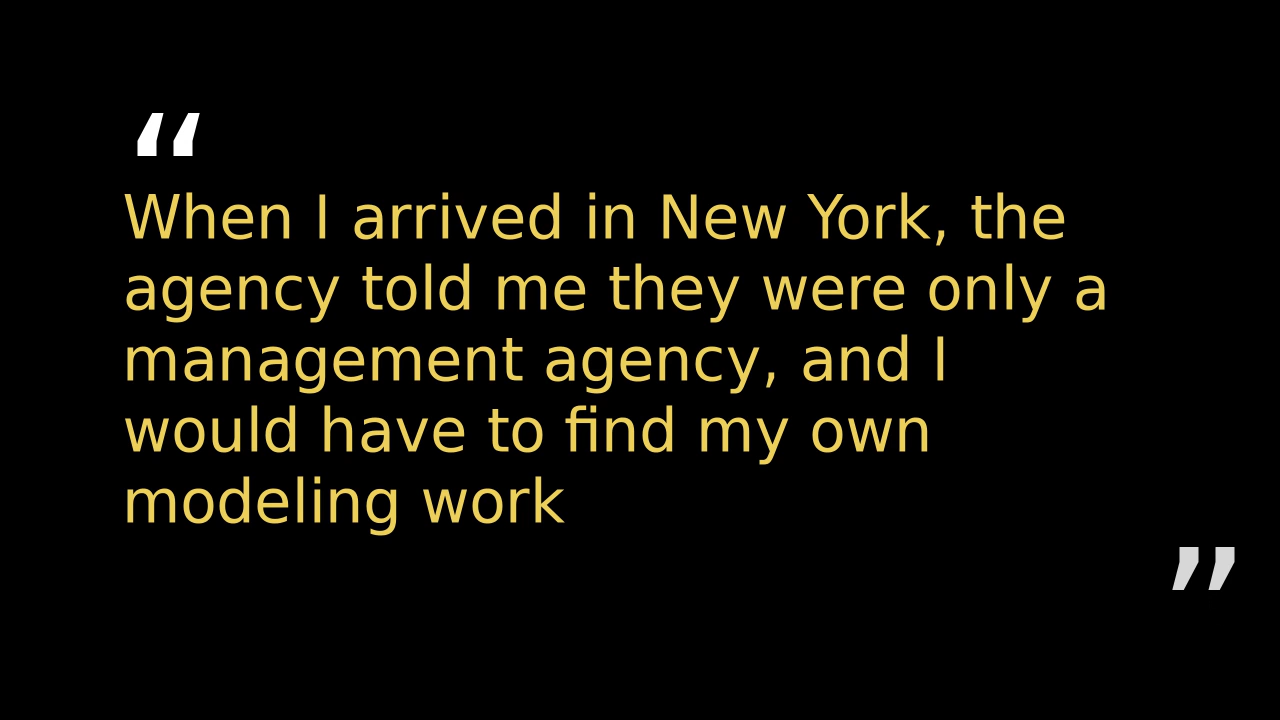 “
When I arrived in New York, the
agency told me they were only a
management agency, and I
would have to find my own
modeling work
”